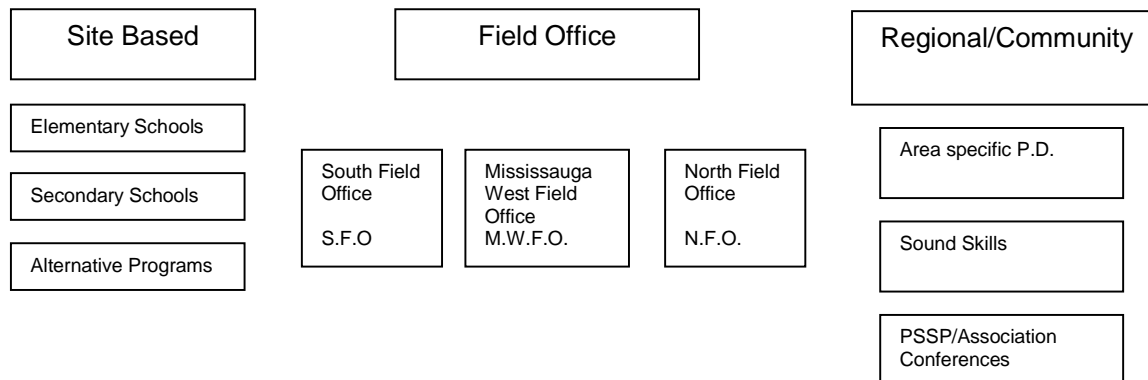 Site Based
Elementary Schools
Secondary Schools
Alternative Programs
Field Office
South Field
Office
S.F.O
Mississauga
West Field
Office
M.W.F.O.
North Field
Office
N.F.O.
Regional/Community
Area specific P.D.
Sound Skills
PSSP/Association
Conferences